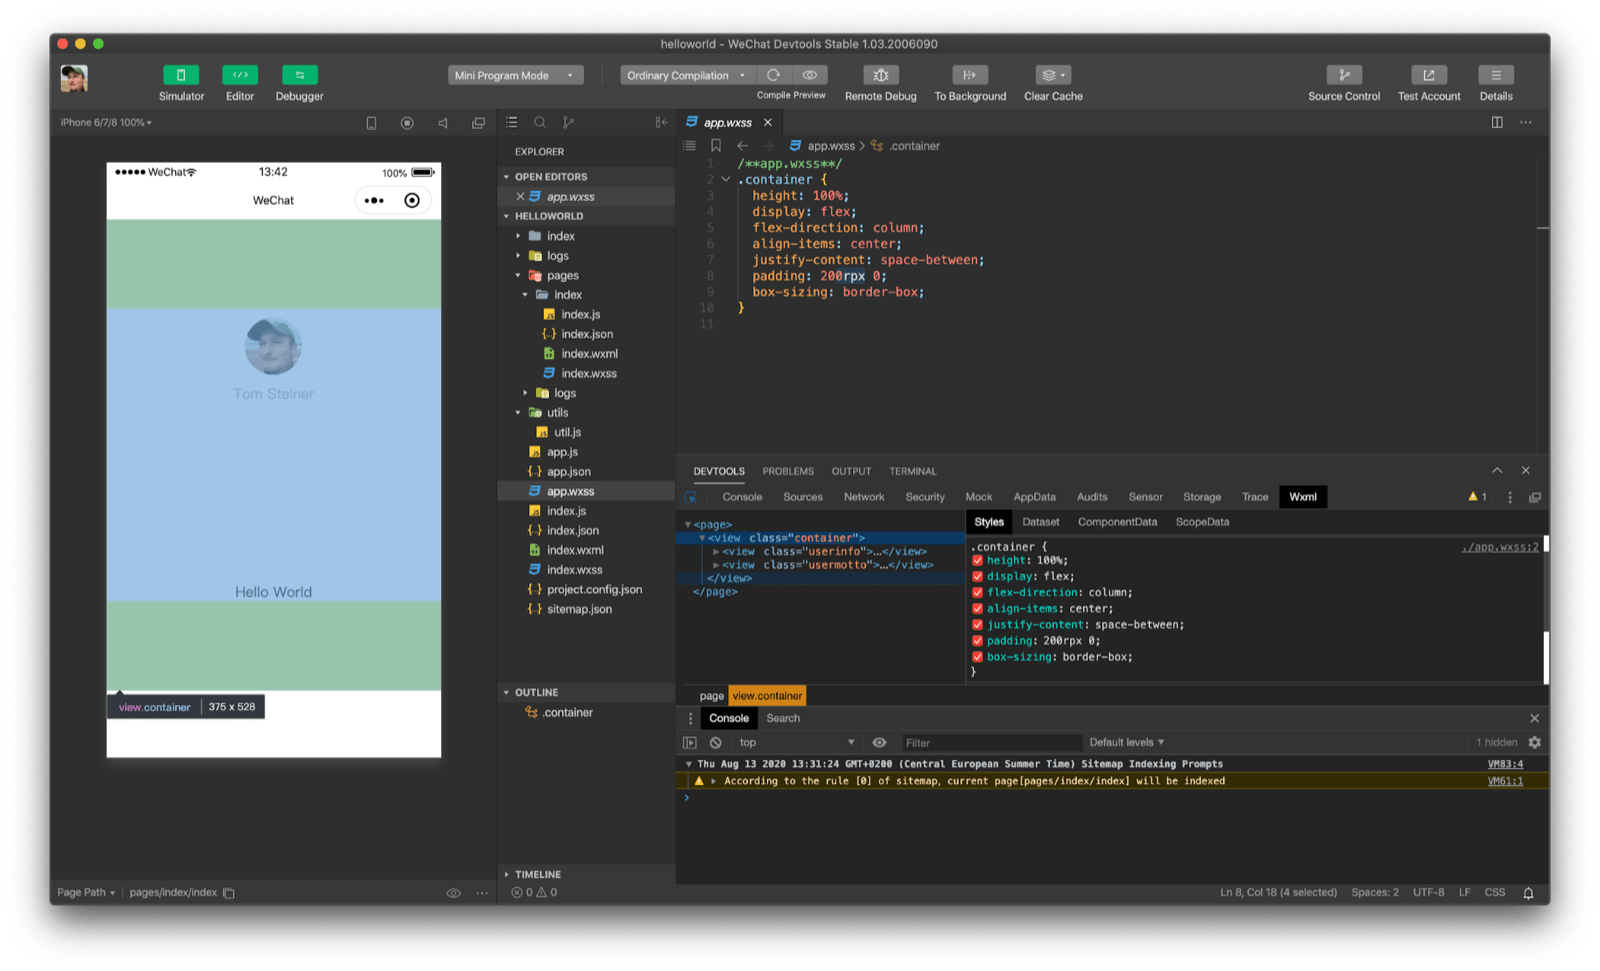 helloworld - WeChat Devtools Stable 1.03.2006090
Simulator
Editor
Debugger
Mini Program Mode
Ordinary Compilation
Compile Preview
Remote Debug
To Background
Clear Cache
Source Control
Test Account
Details
iPhone 6/7/8 100%
WeChat
13:42
100%
WeChat
Tom Steiner
Hello World
view.container
375 x 528
Page Path
pages/index/index
EXPLORER
OPEN EDITORS
app.wxss
HELLOWORLD
index
logs
pages
index
index.js
index.json
index.wxml
index.wxss
logs
utils
util.js
app.js
app.json
app.wxss
index.js
index.json
index.wxml
index.wxss
project.config.json
sitemap.json
OUTLINE
.container
TIMELINE
0 0
app.wxss
app.wxss > .container
1 /**app.wxss**/
2 .container {
3 height: 100%;
4 display: flex;
5 flex-direction: column;
6 align-items: center;
7 justify-content: space-between;
8 padding: 200rpx 0;
9 box-sizing: border-box;
10 }
11
DEVTOOLS PROBLEMS OUTPUT TERMINAL
Console Sources Network Security Mock AppData Audits Sensor Storage Trace Wxml
1
<page>
<view class="container">
<view class="userinfo">…</view>
<view class="usermotto">…</view>
</view>
</page>
Styles Dataset ComponentData ScopeData
.container {
./app.wxss:2
height: 100%;
display: flex;
flex-direction: column;
align-items: center;
justify-content: space-between;
padding: 200rpx 0;
box-sizing: border-box;
}
page view.container
Console Search
top
Filter
Default levels
1 hidden
Thu Aug 13 2020 13:31:24 GMT+0200 (Central European Summer Time) Sitemap Indexing Prompts
VM83:4
According to the rule [0] of sitemap, current page[pages/index/index] will be indexed
VM61:1
Ln 8, Col 18 (4 selected) Spaces: 2 UTF-8 LF CSS